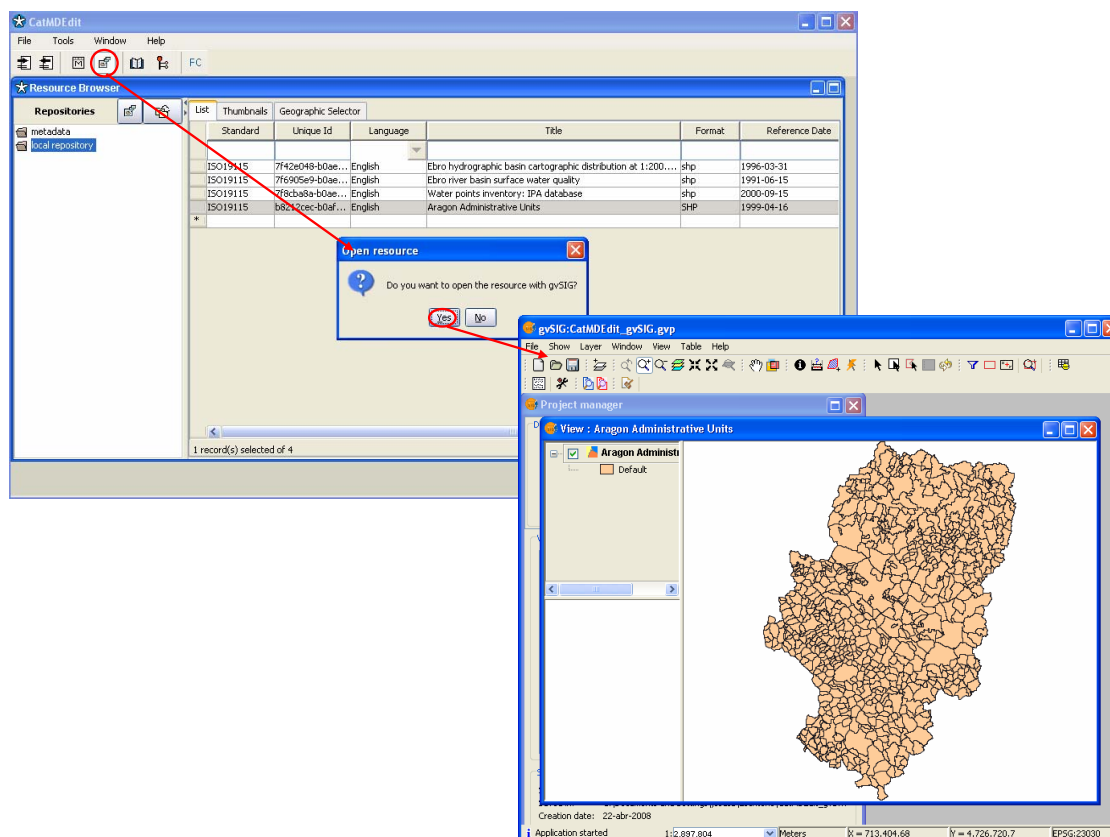 CatMDEdit
File Tools Window Help
FC
Resource Browser
Repositories
List Thumbnails Geographic Selector
metadata
local repository
Standard Unique Id Language Title Format Reference Date
ISO19115 7f42e048-b0ae... English Ebro hydrographic basin cartographic distribution at 1:200.... shp 1996-03-31
ISO19115 7f6905e9-b0ae... English Ebro river basin surface water quality shp 1991-06-15
ISO19115 7f8cba8a-b0ae... English Water points inventory: IPA database shp 2000-09-15
ISO19115 b8212cec-b0af... English Aragon Administrative Units SHP 1999-04-16
*
Open resource
Do you want to open the resource with gvSIG?
Yes No
1 record(s) selected of 4
gvSIG:CatMDEdit_gvSIG.gvp
File Show Layer Window View Table Help
Project manager
View : Aragon Administrative Units
Aragon Administ
Default
Creation date: 22-abr-2008
Application started 1:2.897.804 Meters X = 713.404,68 Y = 4.726.720,7 EPSG:23030